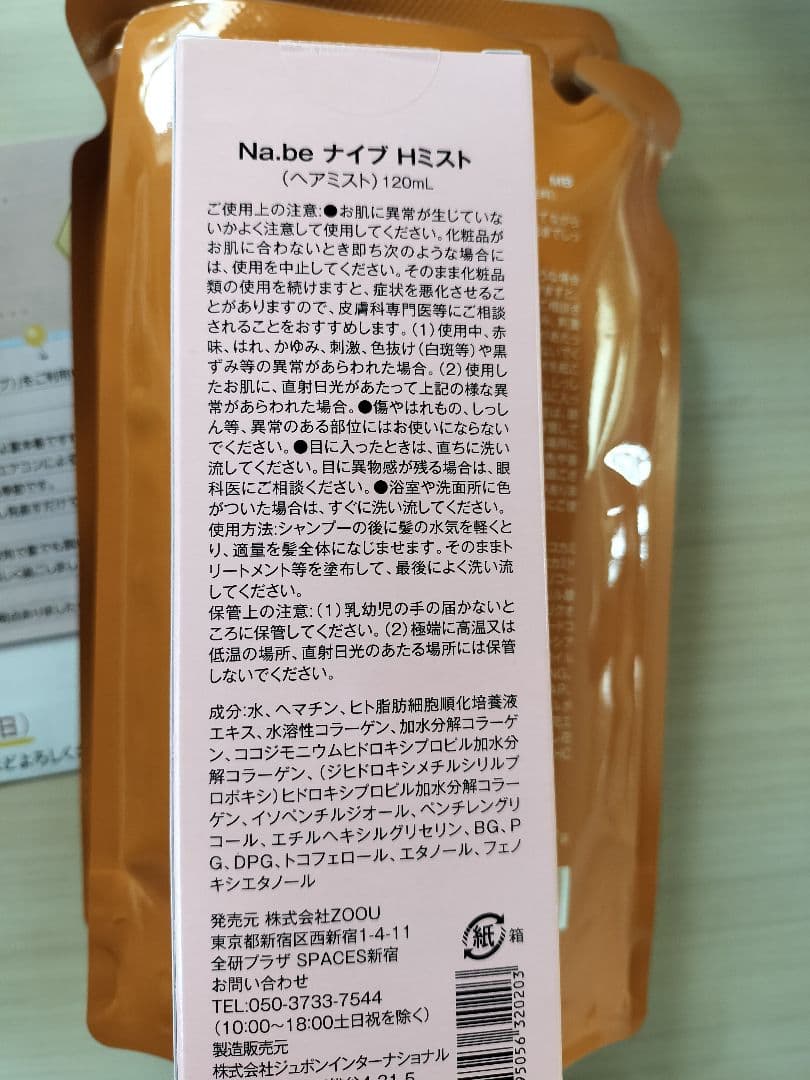 Na.be ナイブ Hミスト
(ヘアミスト)120mL
ご使用上の注意:●お肌に異常が生じていな
いかよく注意して使用してください。化粧品が
お肌に合わないとき即ち次のような場合に
は、使用を中止してください。そのまま化粧品
類の使用を続けますと、症状を悪化させるこ
とがありますので、皮膚科専門医等にご相談
されることをおすすめします。(1)使用中、赤
味、はれ、かゆみ、刺激、色抜け(白斑等)や黒
ずみ等の異常があらわれた場合。(2)使用し
たお肌に、直射日光があたって上記の様な異
常があらわれた場合。●傷やはれもの、しっし
ん等、異常のある部位にはお使いにならない
でください。●目に入ったときは、直ちに洗い
流してください。目に異物感が残る場合は、眼
科医にご相談ください。●浴室や洗面所に色
がついた場合は、すぐに洗い流してください。
使用方法:シャンプーの後に髪の水気を軽くと
り、適量を髪全体になじませます。そのままト
リートメント等を塗布して、最後によく洗い流
してください。
保管上の注意:(1)乳幼児の手の届かないと
ころに保管してください。(2)極端に高温又は
低温の場所、直射日光のあたる場所には保管
しないでください。
成分:水、ヘマチン、ヒト脂肪細胞順化培養液
エキス、水溶性コラーゲン、加水分解コラーゲ
ン、ココジモニウムヒドロキシプロピル加水分
解コラーゲン、(ジヒドロキシメチルシリルプ
ロポキシ)ヒドロキシプロピル加水分解コラー
ゲン、イソペンチルジオール、ペンチレングリ
コール、エチルヘキシルグリセリン、BG、P
G、DPG、トコフェロール、エタノール、フェノ
キシエタノール
発売元 株式会社ZOOU
東京都新宿区西新宿1-4-11
全研プラザ SPACES新宿
お問い合わせ
TEL:050-3733-7544
(10:00~18:00土日祝を除く)
製造販売元
株式会社ジュポンインターナショナル
紙 箱
95056 320203